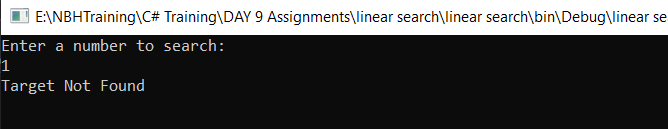 E:\NBHTraining\C# Training\DAY 9 Assignments\linear search\linear search\bin\Debug\linear se
Enter a number to search:
1
Target Not Found